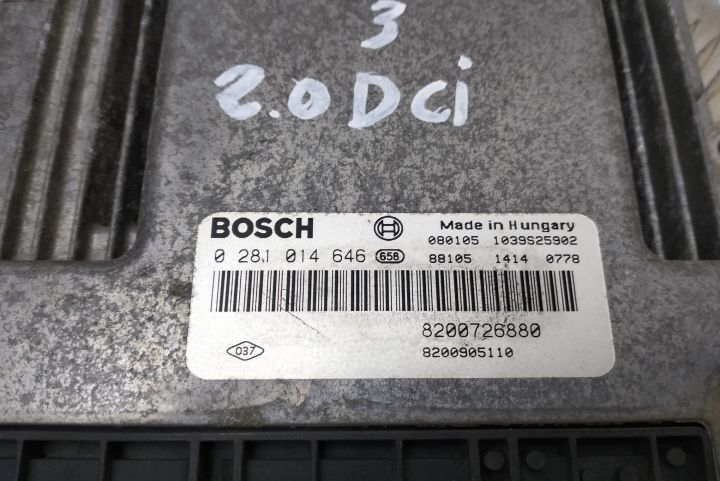 3
2.0 DCi
BOSCH Made in Hungary
080105 1039S25902
0 281 014 646 65B 88105 1414 0778
8200726880
037 8200905110